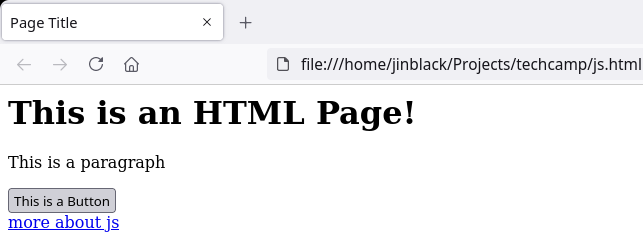 Page Title
file:///home/jinblack/Projects/techcamp/js.html
This is an HTML Page!
This is a paragraph
This is a Button
more about js